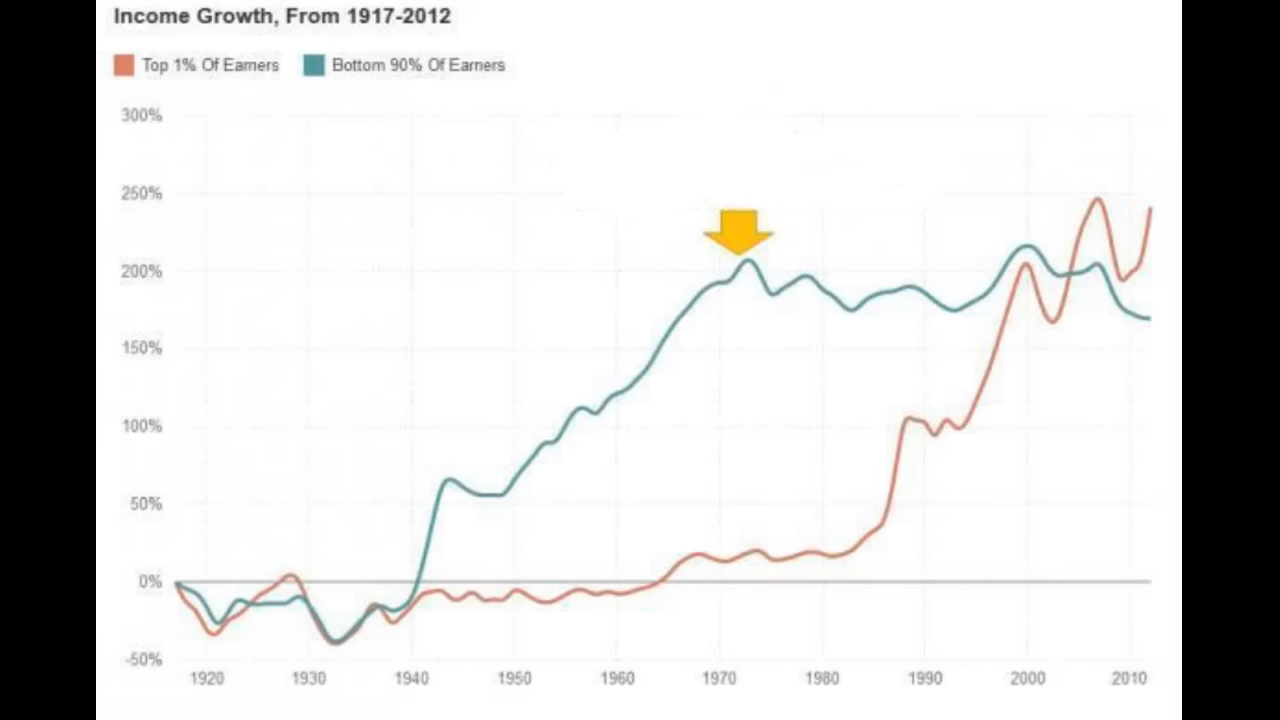 Income Growth, From 1917-2012
Top 1% Of Earners Bottom 90% Of Earners
300%
250%
200%
150%
100%
50%
0%
-50%
1920 1930 1940 1950 1960 1970 1980 1990 2000 2010